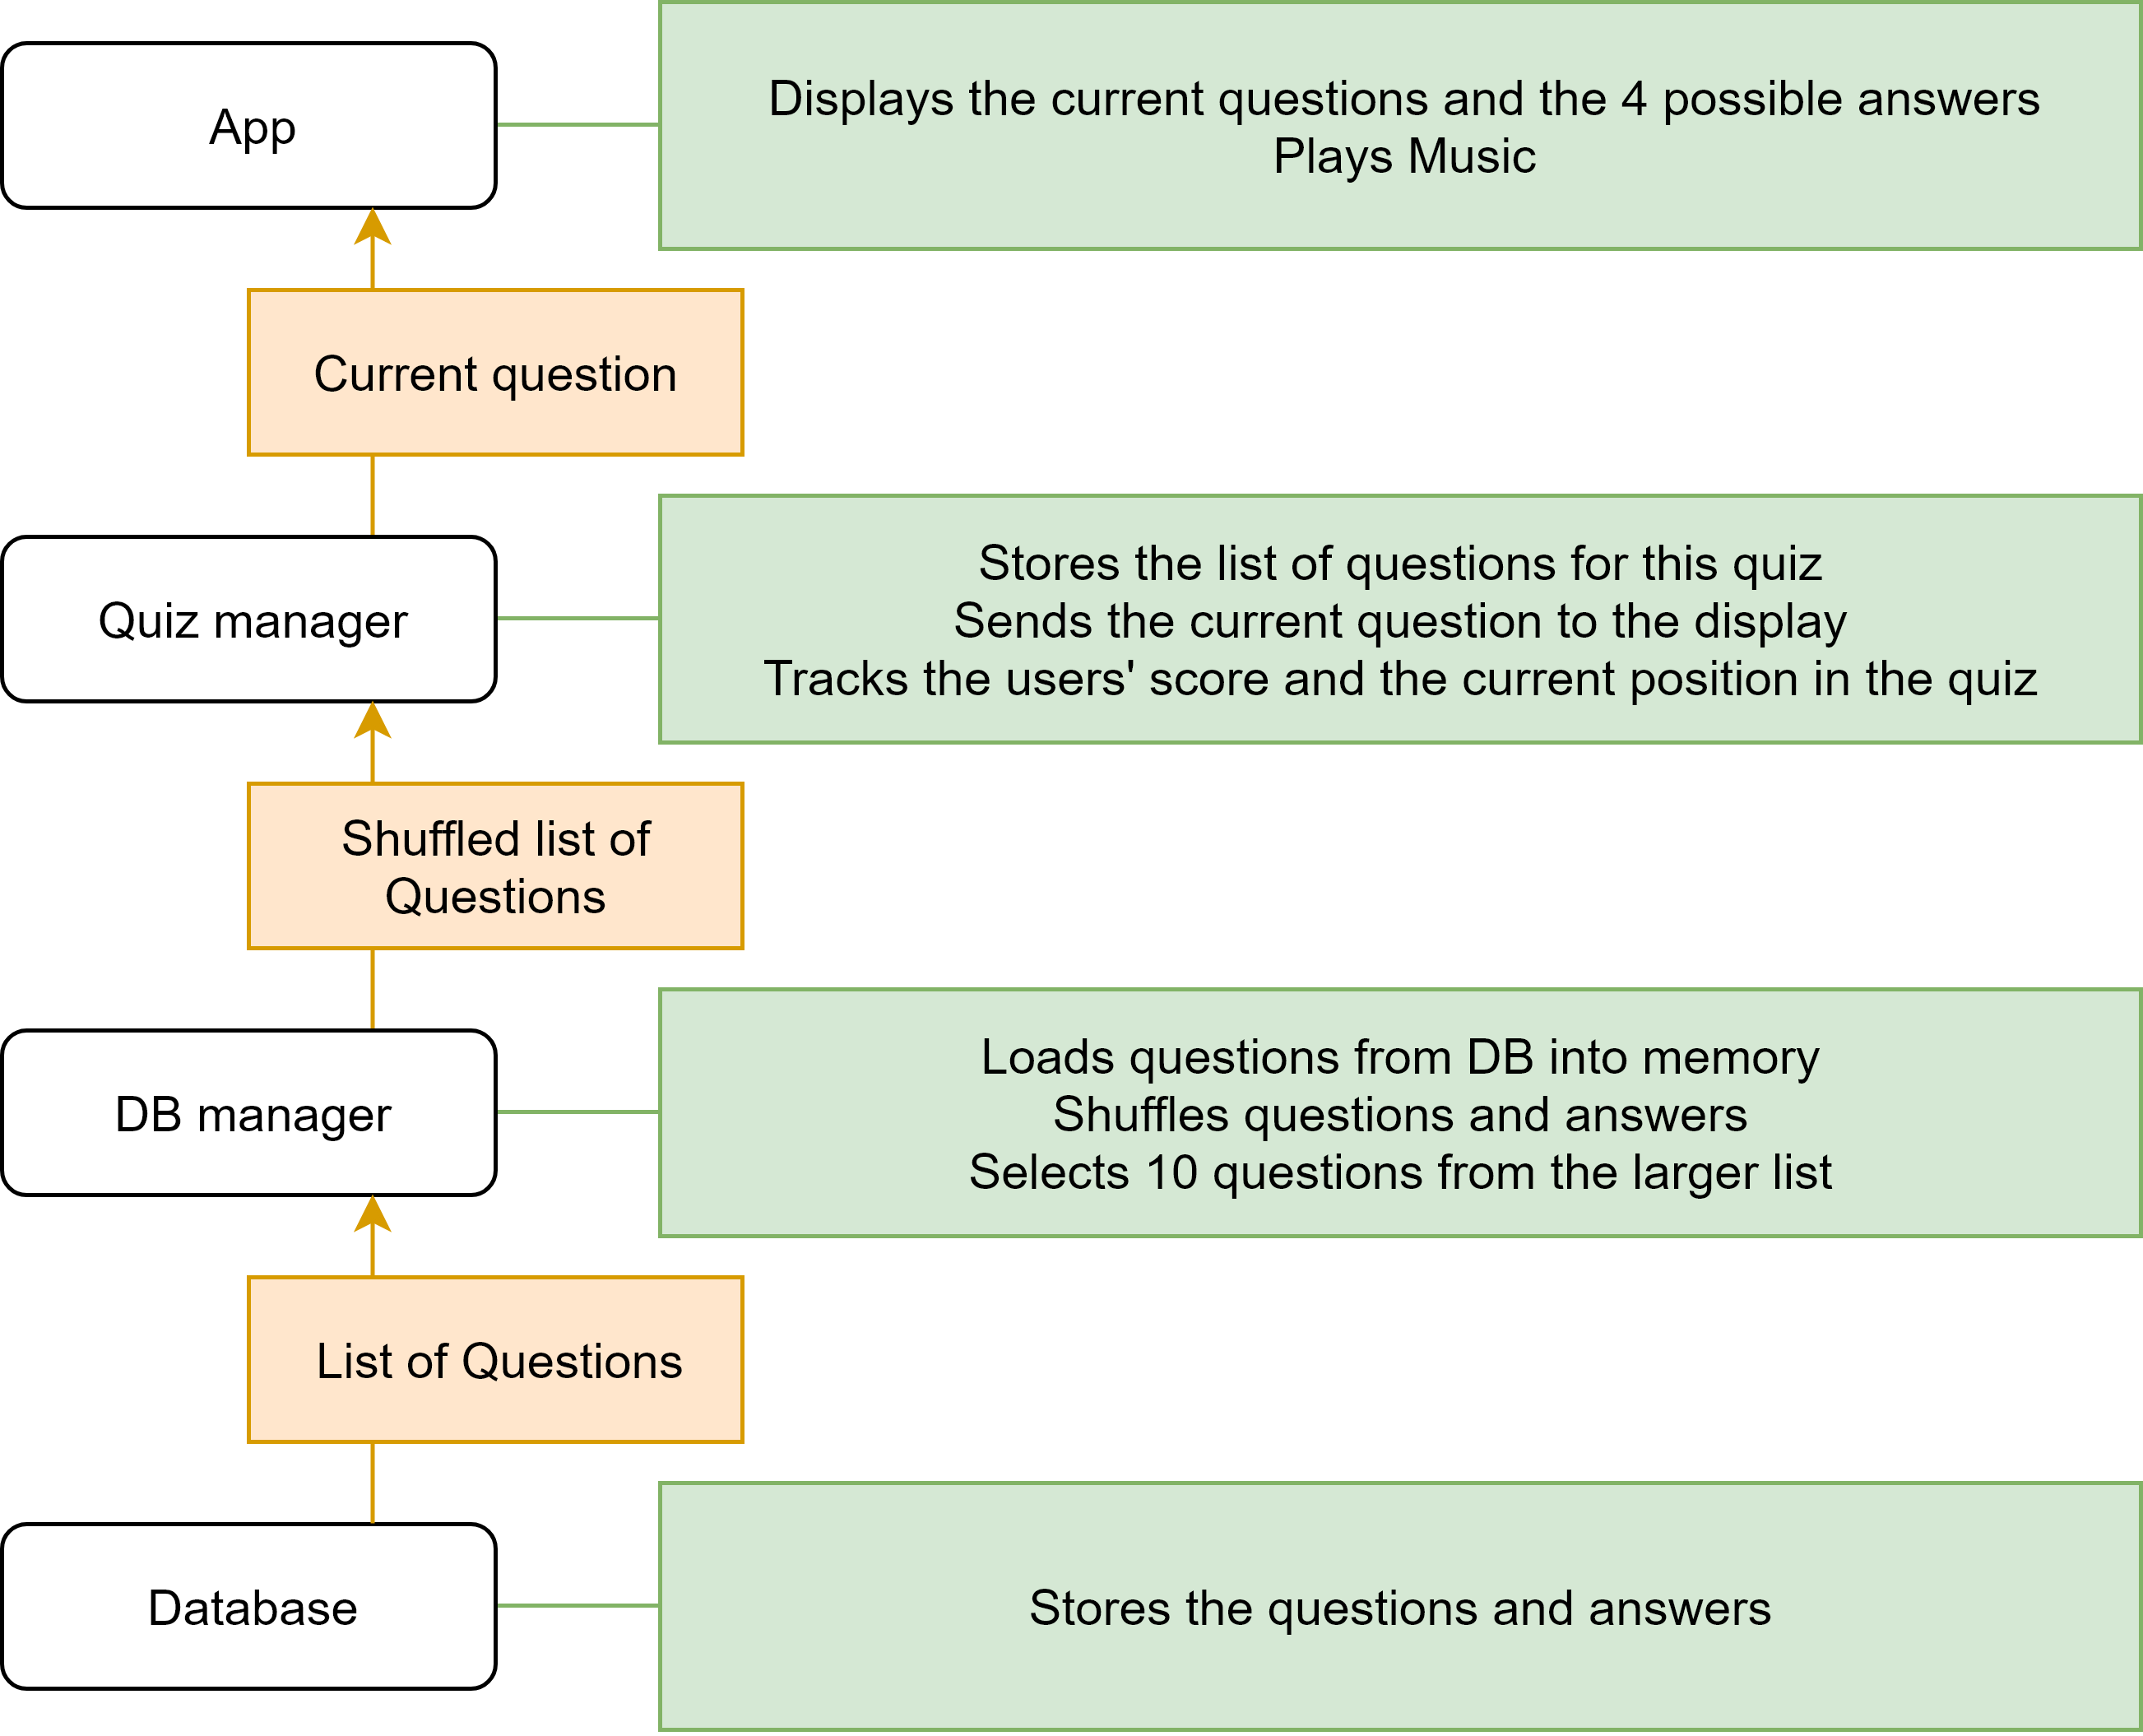 App
Displays the current questions and the 4 possible answers
Plays Music
Current question
Quiz manager
Stores the list of questions for this quiz
Sends the current question to the display
Tracks the users' score and the current position in the quiz
Shuffled list of
Questions
DB manager
Loads questions from DB into memory
Shuffles questions and answers
Selects 10 questions from the larger list
List of Questions
Database
Stores the questions and answers